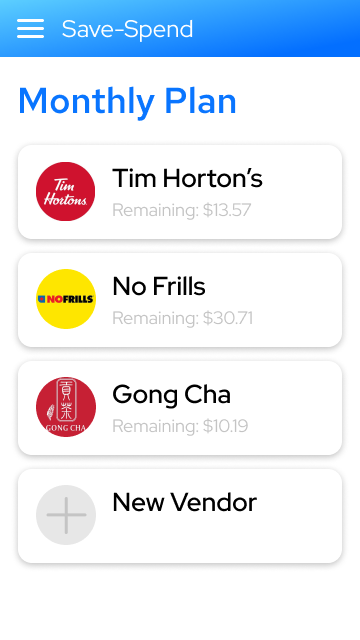 Save-Spend
Monthly Plan
Tim
Hortons
Tim Horton’s
Remaining: $13.57
NOFRILLS
No Frills
Remaining: $30.71
貢茶
GONG CHA
Gong Cha
Remaining: $10.19
New Vendor